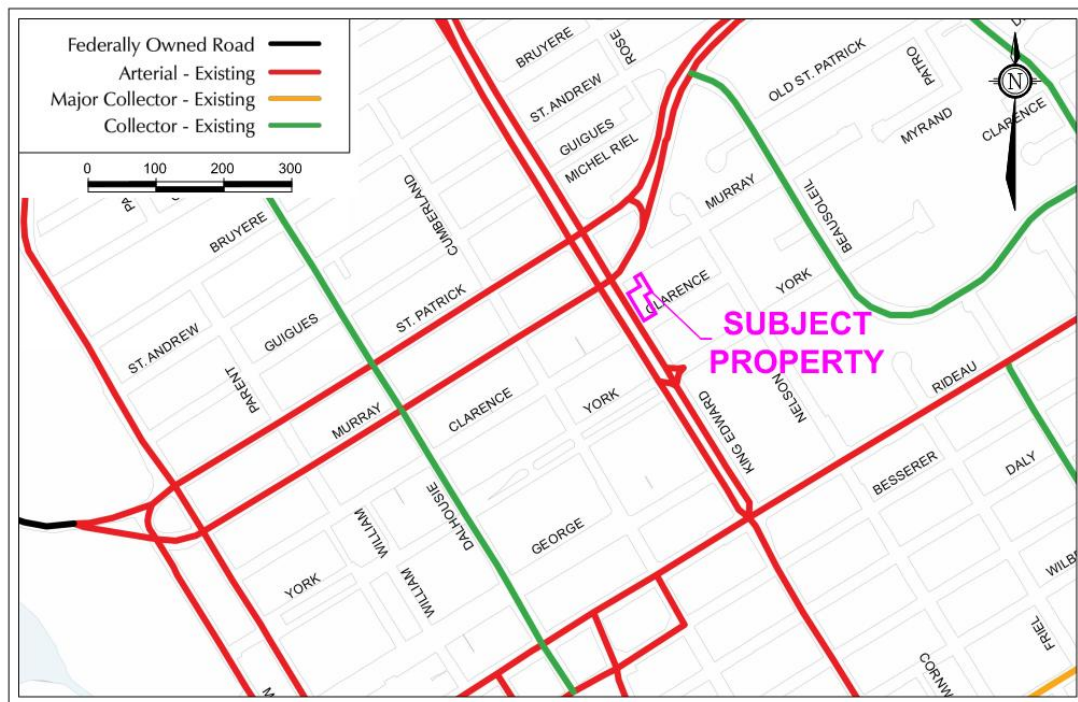 Federally Owned Road
Arterial - Existing
Major Collector - Existing
Collector - Existing
0 100 200 300
BRUYERE
ROSE
ST. ANDREW
GUIGUES
MICHEL RIEL
OLD ST. PATRICK
PATRO
MYRAND
CLARENCE
N
CUMBERLAND
MURRAY
BEAUSOLEIL
BRUYERE
ST. PATRICK
CLARENCE
YORK
ST. ANDREW
GUIGUES
SUBJECT
PROPERTY
PARENT
MURRAY
CLARENCE
YORK
KING EDWARD
NELSON
RIDEAU
BESSERER
DALY
DALHOUSIE
WILLIAM
GEORGE
YORK
WILLIAM
FRIEL